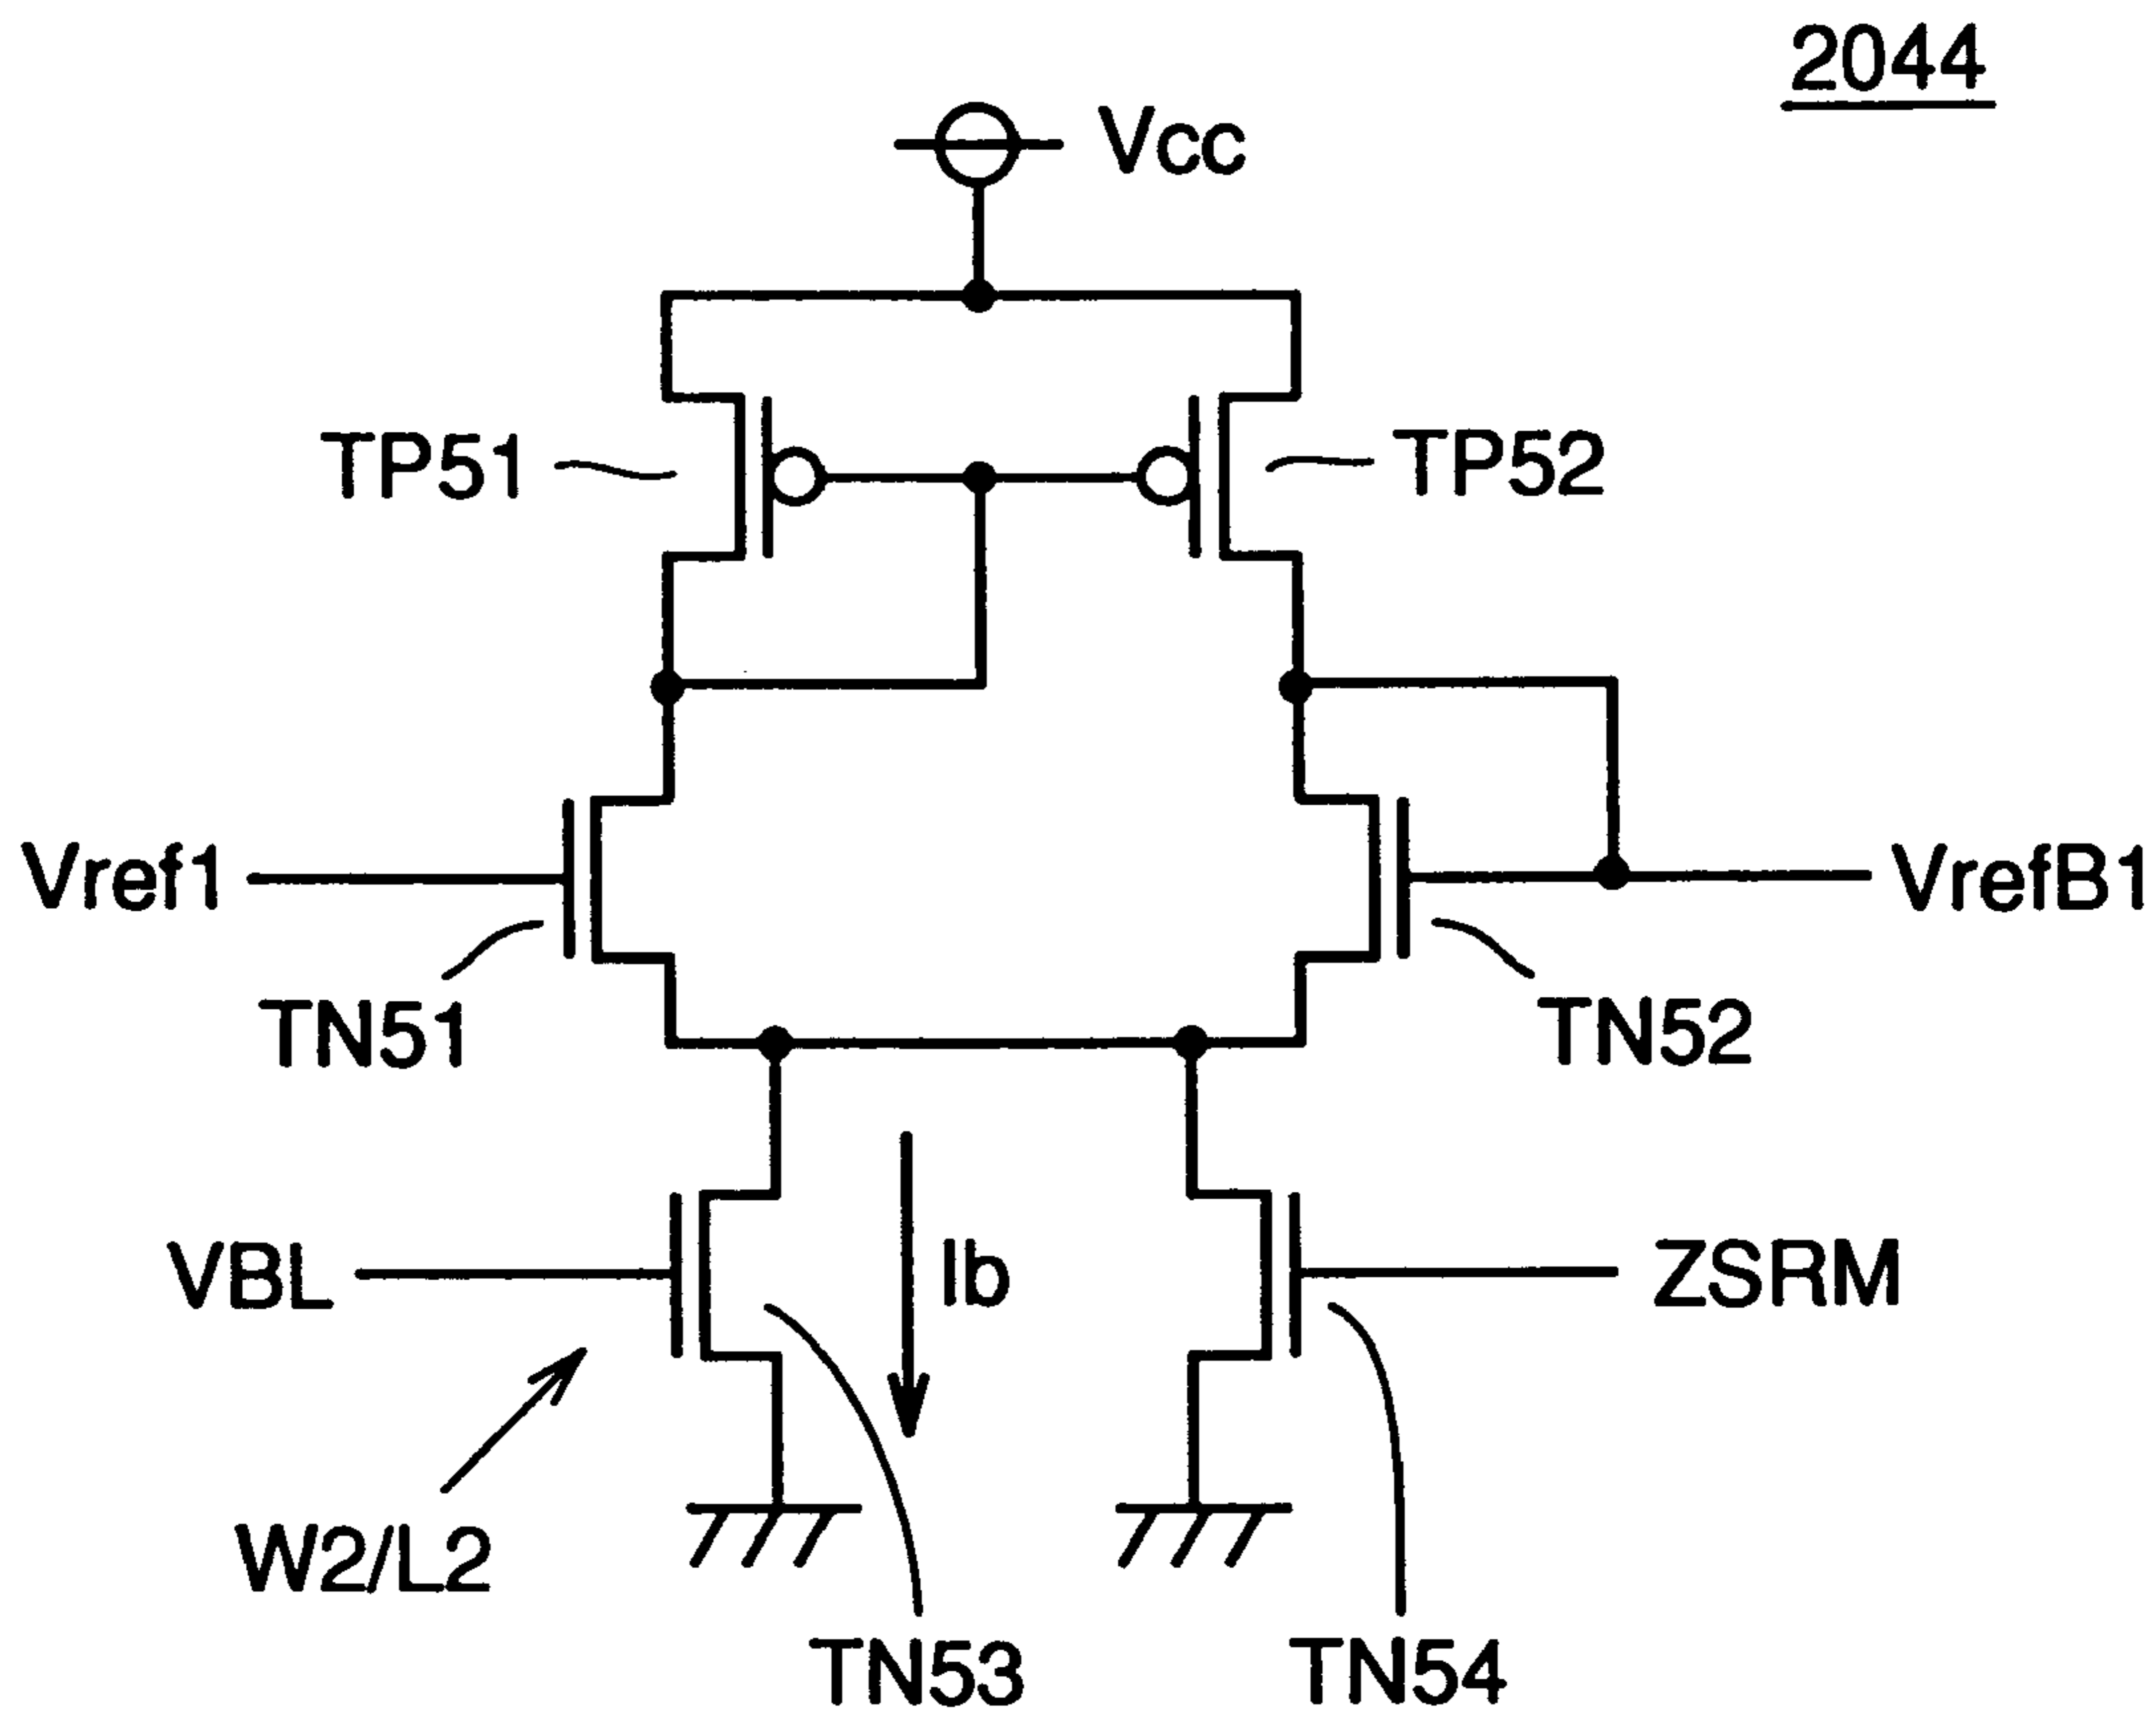 2044
Vcc
TP51
TP52
Vref1
VrefB1
TN51
TN52
VBL
Ib
ZSRM
W2/L2
TN53
TN54